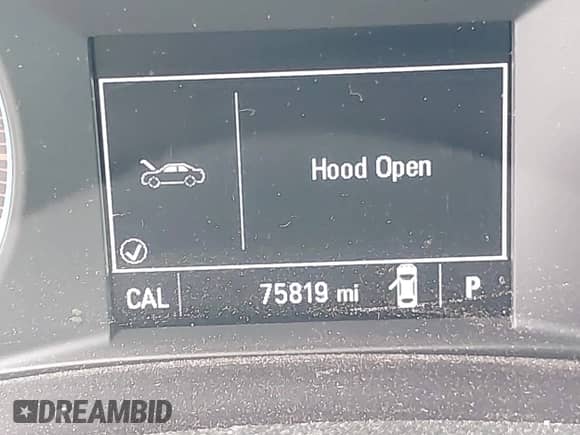 Hood Open
CAL 75819 mi P
DREAMBID